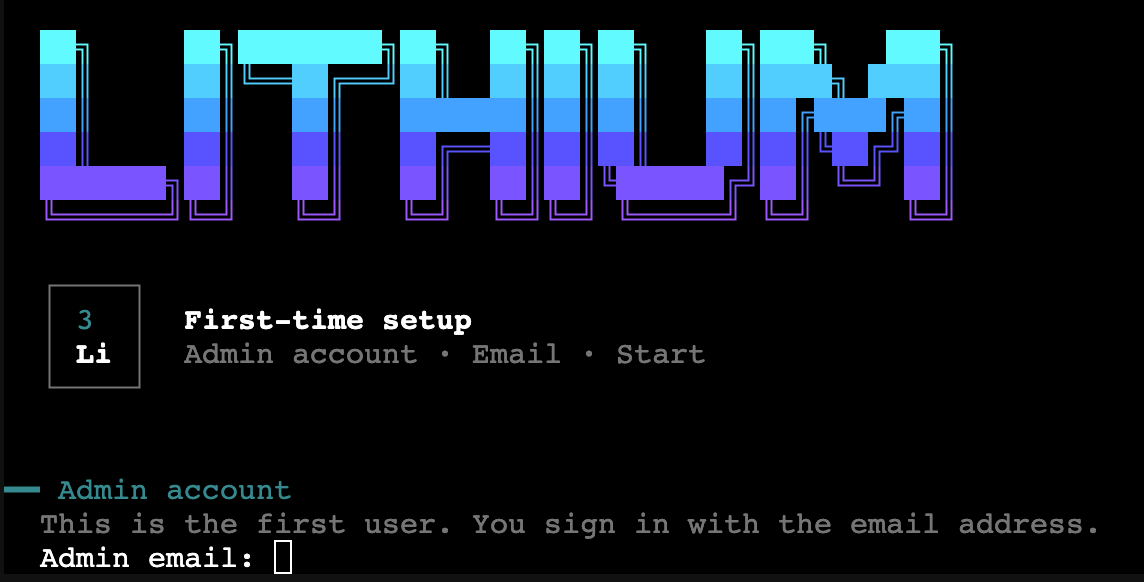 LITHIUM
3
Li
First-time setup
Admin account · Email · Start
Admin account
This is the first user. You sign in with the email address.
Admin email: